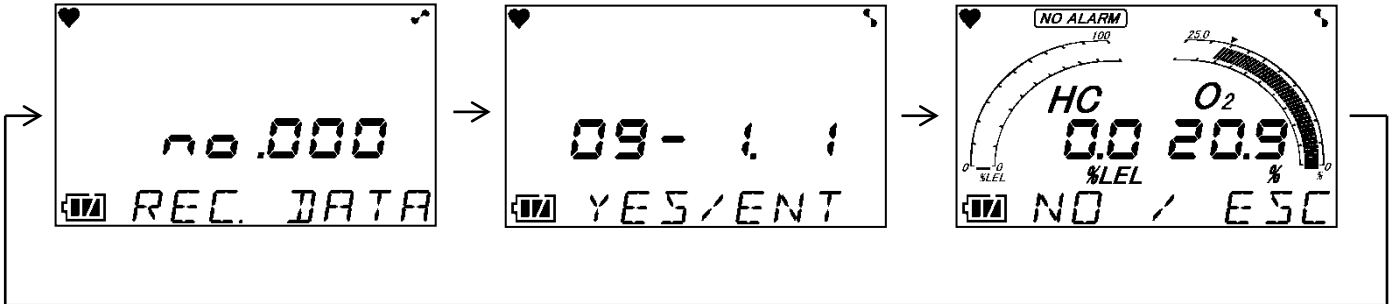 no.000
REC. DATA
09- 1. 1
YES/ENT
NO ALARM
100 25.0
HC O2
0.0 20.9
0 0 0
%LEL %LEL % %
NO / ESC